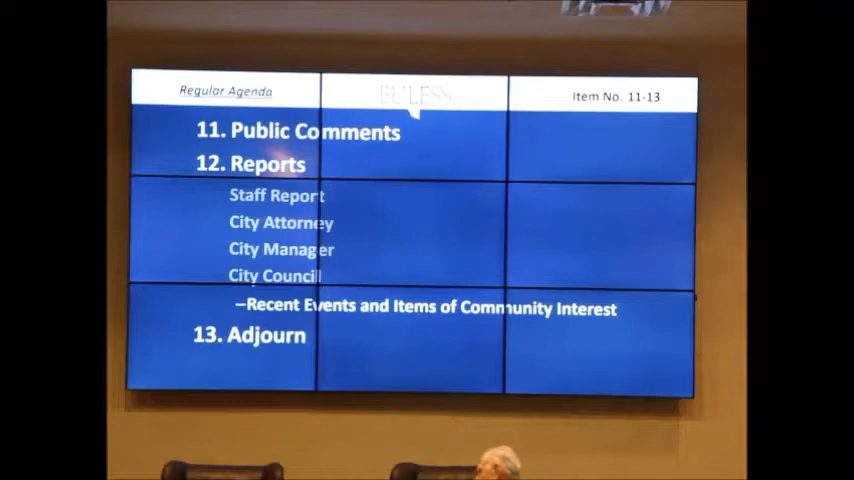 Regular Agenda
Item No. 11-13
11. Public Comments
12. Reports
Staff Report
City Attorney
City Manager
City Council
–Recent Events and Items of Community Interest
13. Adjourn